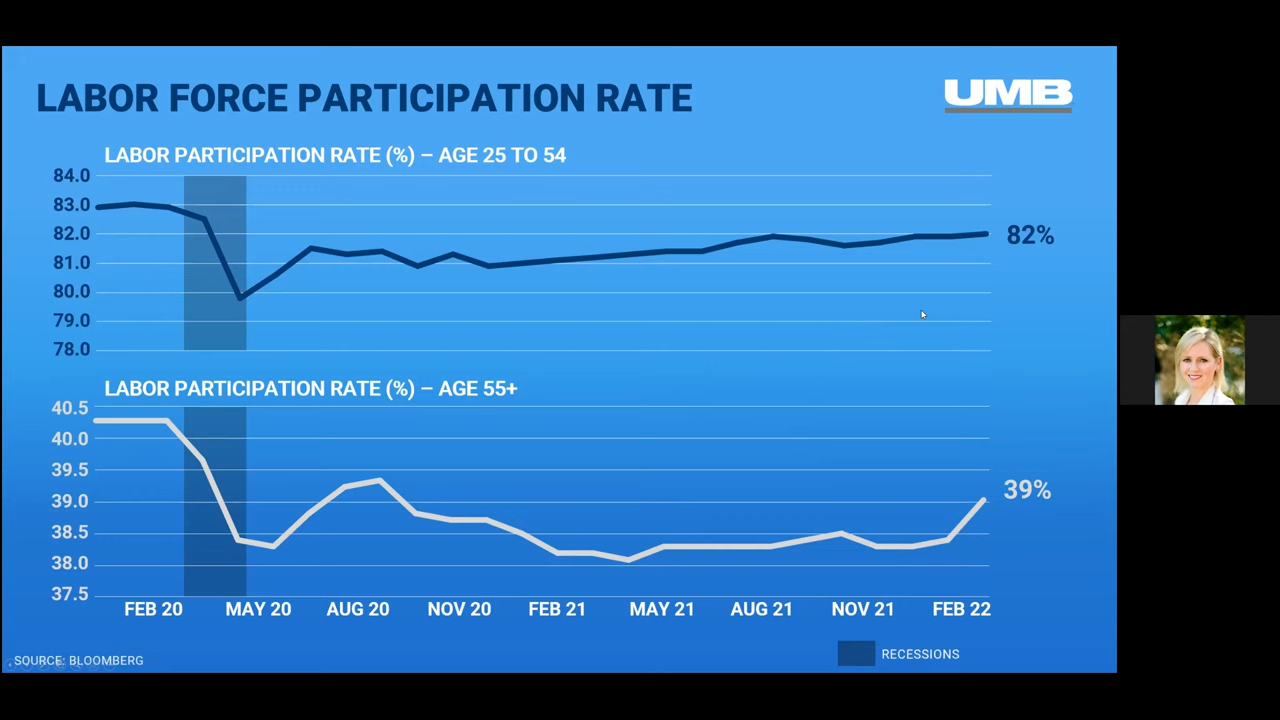 LABOR FORCE PARTICIPATION RATE
UMB
LABOR PARTICIPATION RATE (%) – AGE 25 TO 54
84.0
83.0
82.0
81.0
80.0
79.0
78.0
82%
LABOR PARTICIPATION RATE (%) – AGE 55+
40.5
40.0
39.5
39.0
38.5
38.0
37.5
39%
FEB 20 MAY 20 AUG 20 NOV 20 FEB 21 MAY 21 AUG 21 NOV 21 FEB 22
SOURCE: BLOOMBERG
RECESSIONS